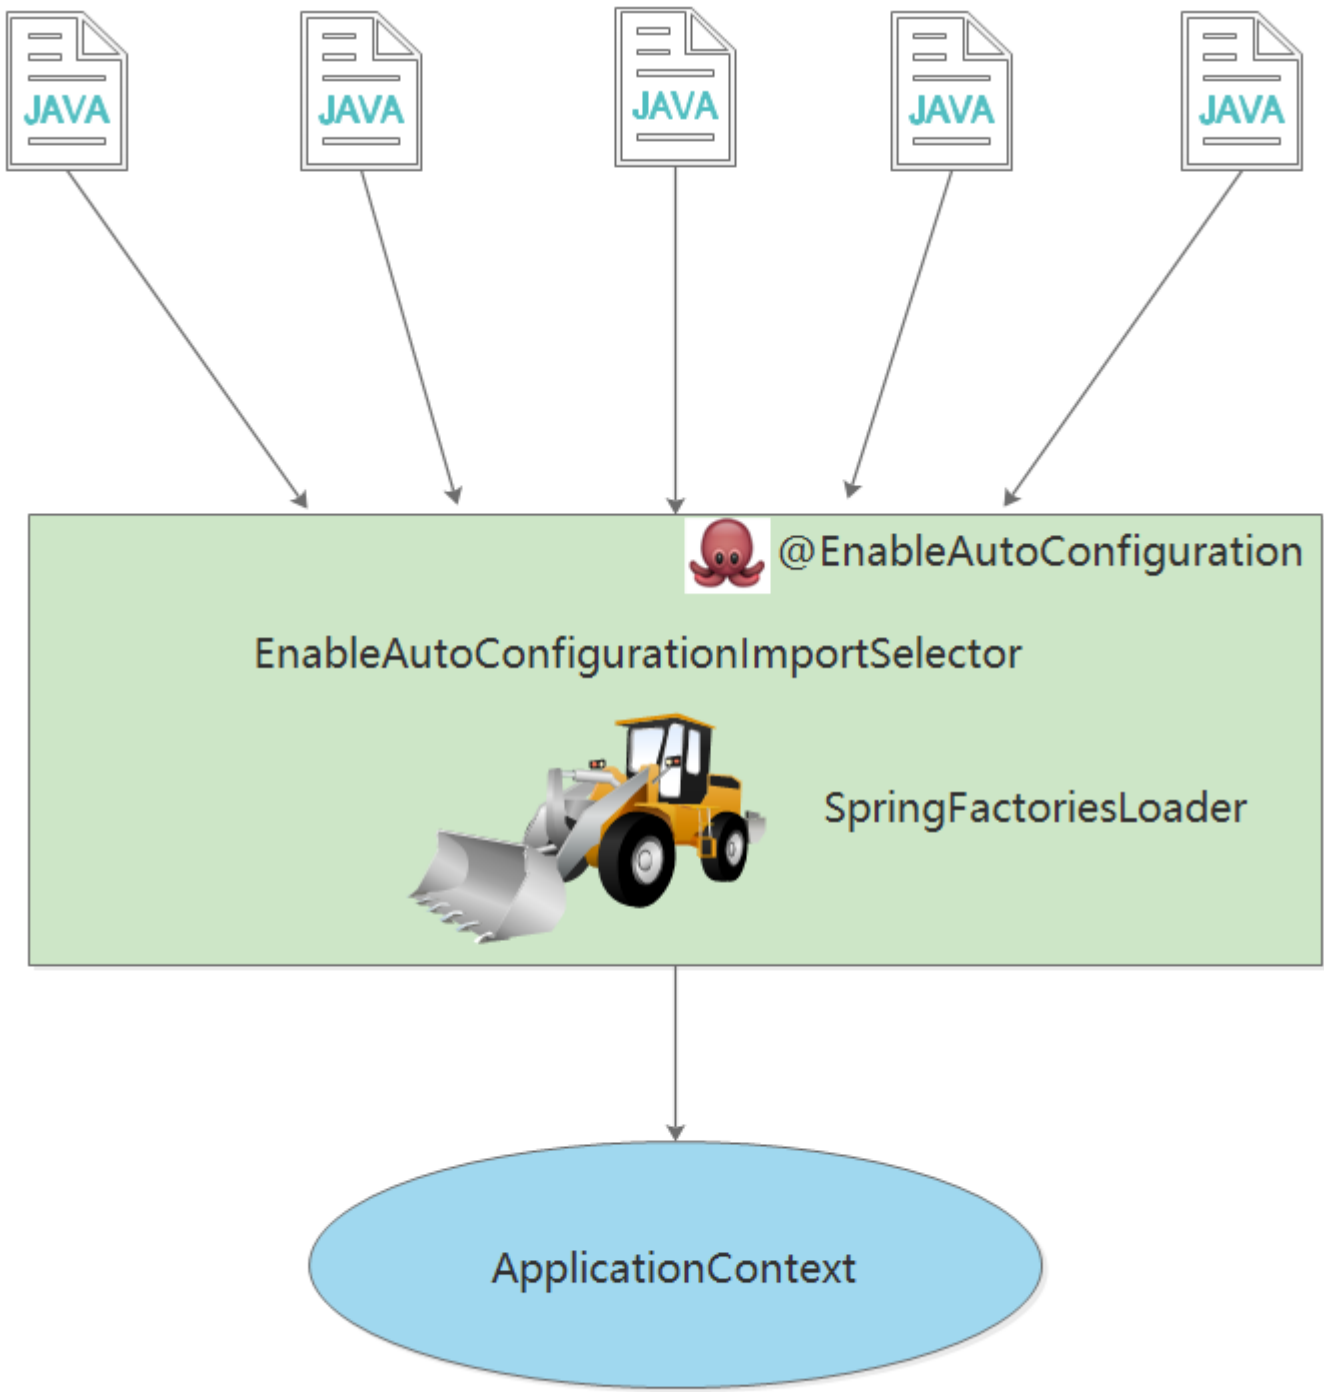 JAVA
JAVA
JAVA
JAVA
JAVA
@EnableAutoConfiguration
EnableAutoConfigurationImportSelector
SpringFactoriesLoader
ApplicationContext